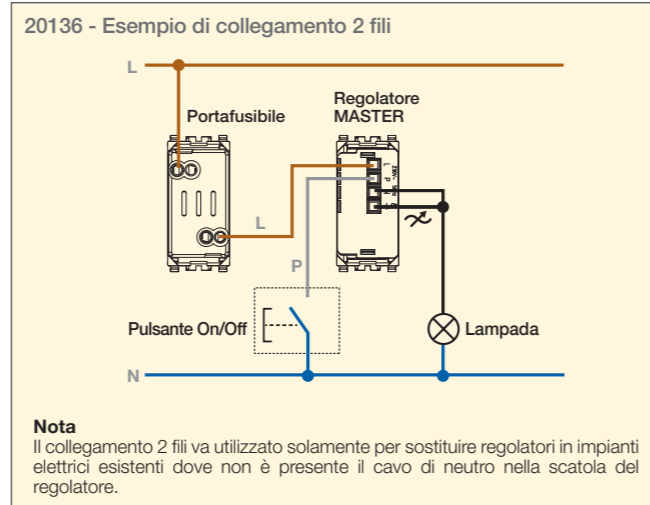 20136 - Esempio di collegamento 2 fili
L
Portafusibile
Regolatore
MASTER
L
P
L
P
Pulsante On/Off
Lampada
N
Nota
Il collegamento 2 fili va utilizzato solamente per sostituire regolatori in impianti
elettrici esistenti dove non è presente il cavo di neutro nella scatola del
regolatore.